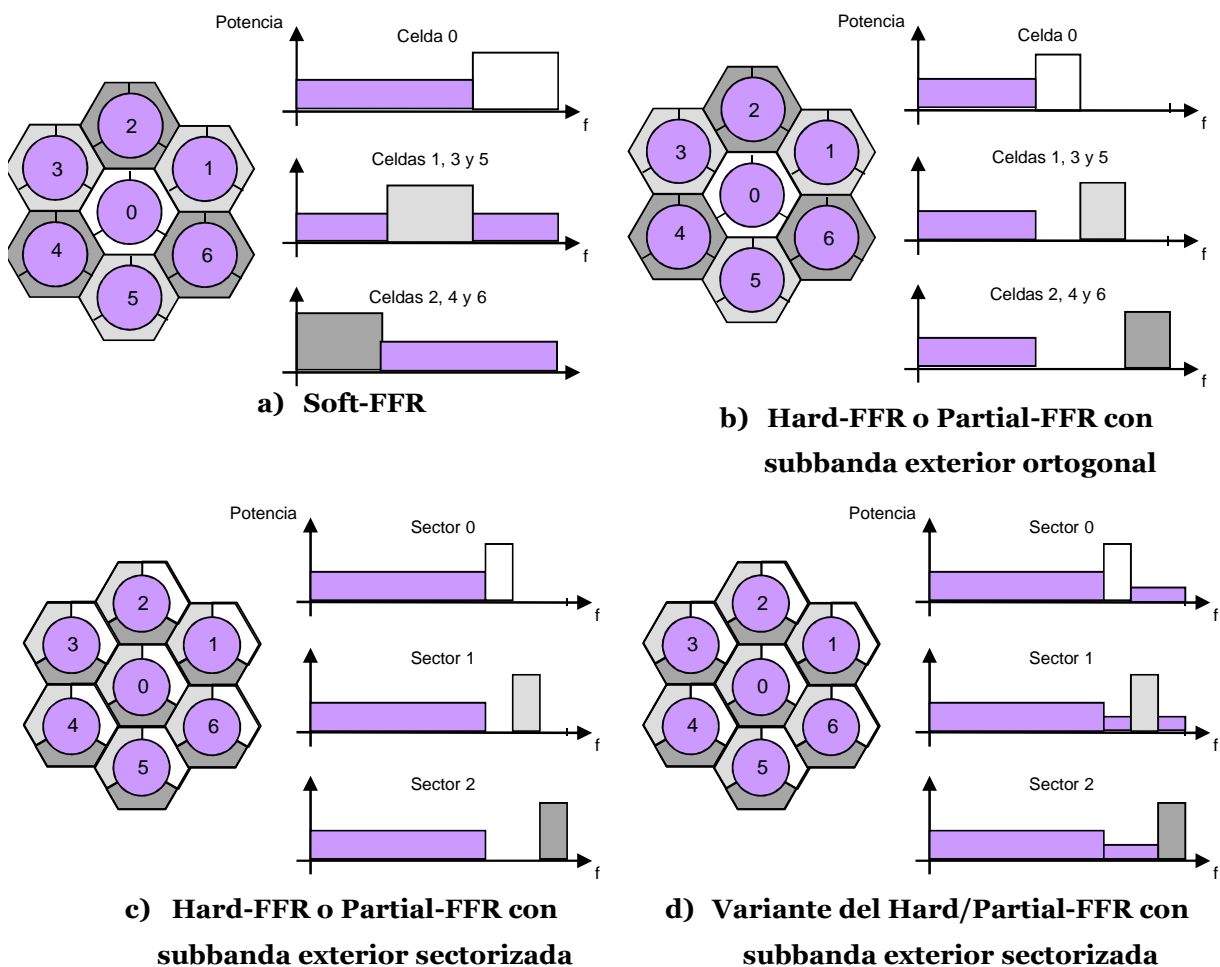 Potencia
Celda 0
f
2
3
1
0
4
6
5
Celdas 1, 3 y 5
f
Celdas 2, 4 y 6
f
a) Soft-FFR
Potencia
Celda 0
f
2
3
1
0
4
6
5
Celdas 1, 3 y 5
f
Celdas 2, 4 y 6
f
b) Hard-FFR o Partial-FFR con
subbanda exterior ortogonal
Potencia
Sector 0
f
2
3
1
0
4
6
5
Sector 1
f
Sector 2
f
c) Hard-FFR o Partial-FFR con
subbanda exterior sectorizada
Potencia
Sector 0
f
2
3
1
0
4
6
5
Sector 1
f
Sector 2
f
d) Variante del Hard/Partial-FFR con
subbanda exterior sectorizada